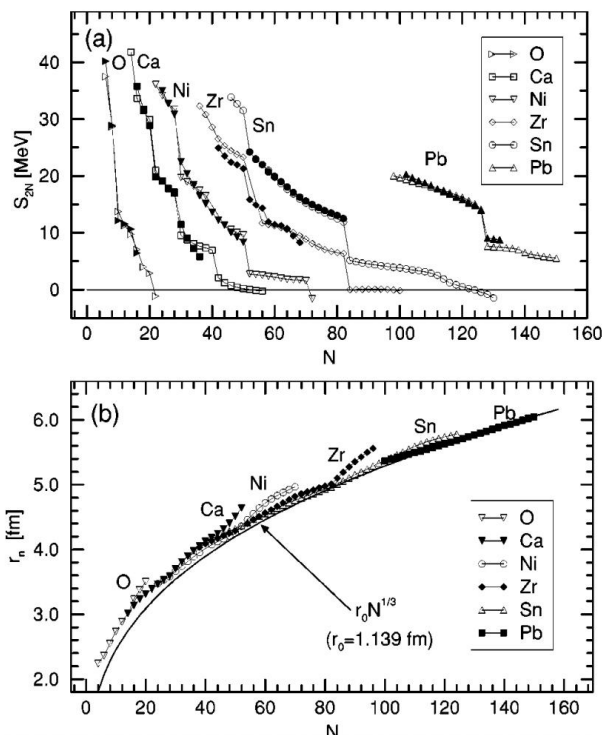 (a)
O Ca Ni Zr Sn Pb
O
Ca
Ni
Zr
Sn
Pb
S2N [MeV]
40
30
20
10
0
0 20 40 60 80 100 120 140 160
N
(b)
O Ca Ni Zr Sn Pb
O
Ca
Ni
Zr
Sn
Pb
rn [fm]
6.0
5.0
4.0
3.0
2.0
r0N1/3
(r0=1.139 fm)
0 20 40 60 80 100 120 140 160
N